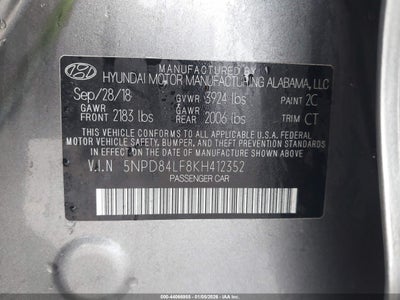 MANUFACTURED BY
HYUNDAI MOTOR MANUFACTURING ALABAMA, LLC
Sep/28/18 GVWR 3924 lbs PAINT 2C
GAWR FRONT 2183 lbs GAWR REAR 2006 lbs TRIM CT
THIS VEHICLE CONFORMS TO ALL APPLICABLE FEDERAL
MOTOR VEHICLE SAFETY, BUMPER, AND THEFT PREVENTION
STANDARDS IN EFFECT ON THE DATE OF MANUFACTURE SHOWN ABOVE.
V.I.N 5NPD84LF8KH412352
PASSENGER CAR